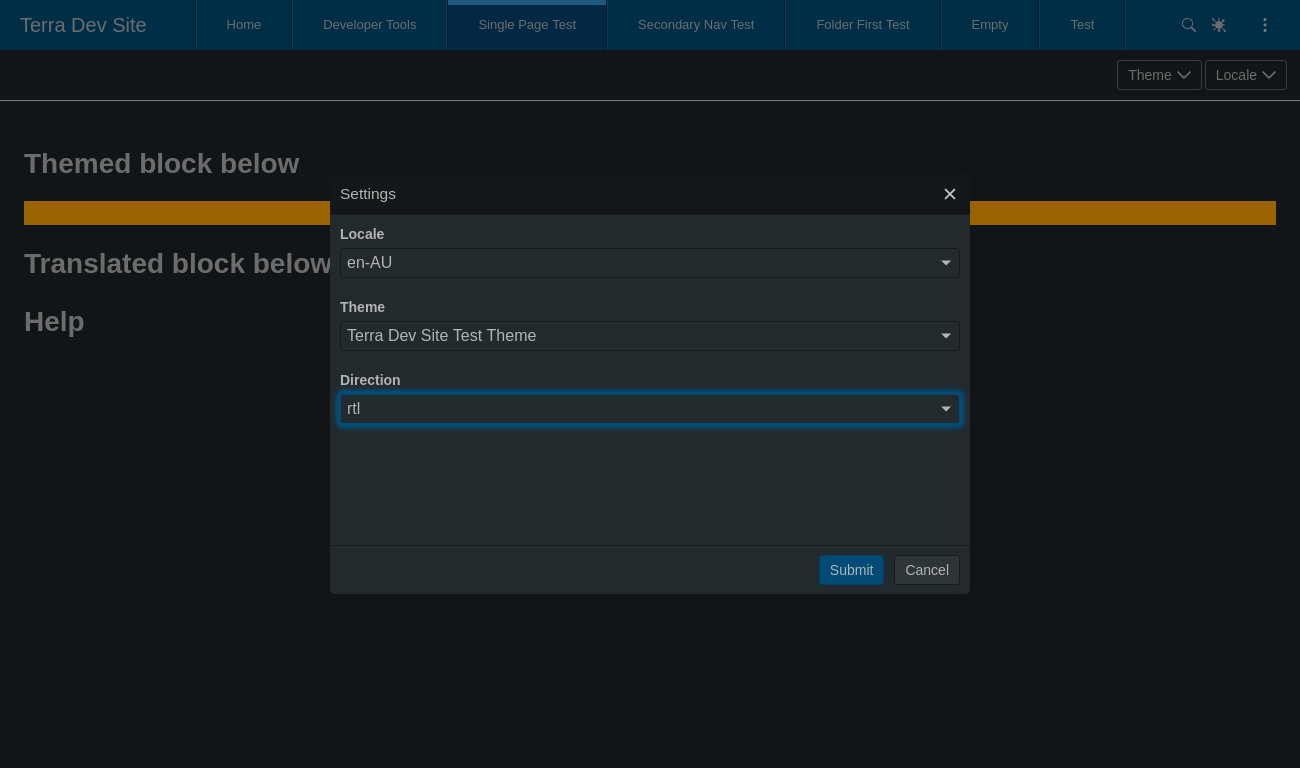 Terra Dev Site
Home
Developer Tools
Single Page Test
Secondary Nav Test
Folder First Test
Empty
Test
Theme
Locale
Themed block below
Translated block below
Help
Settings
Locale
en-AU
Theme
Terra Dev Site Test Theme
Direction
rtl
Submit
Cancel